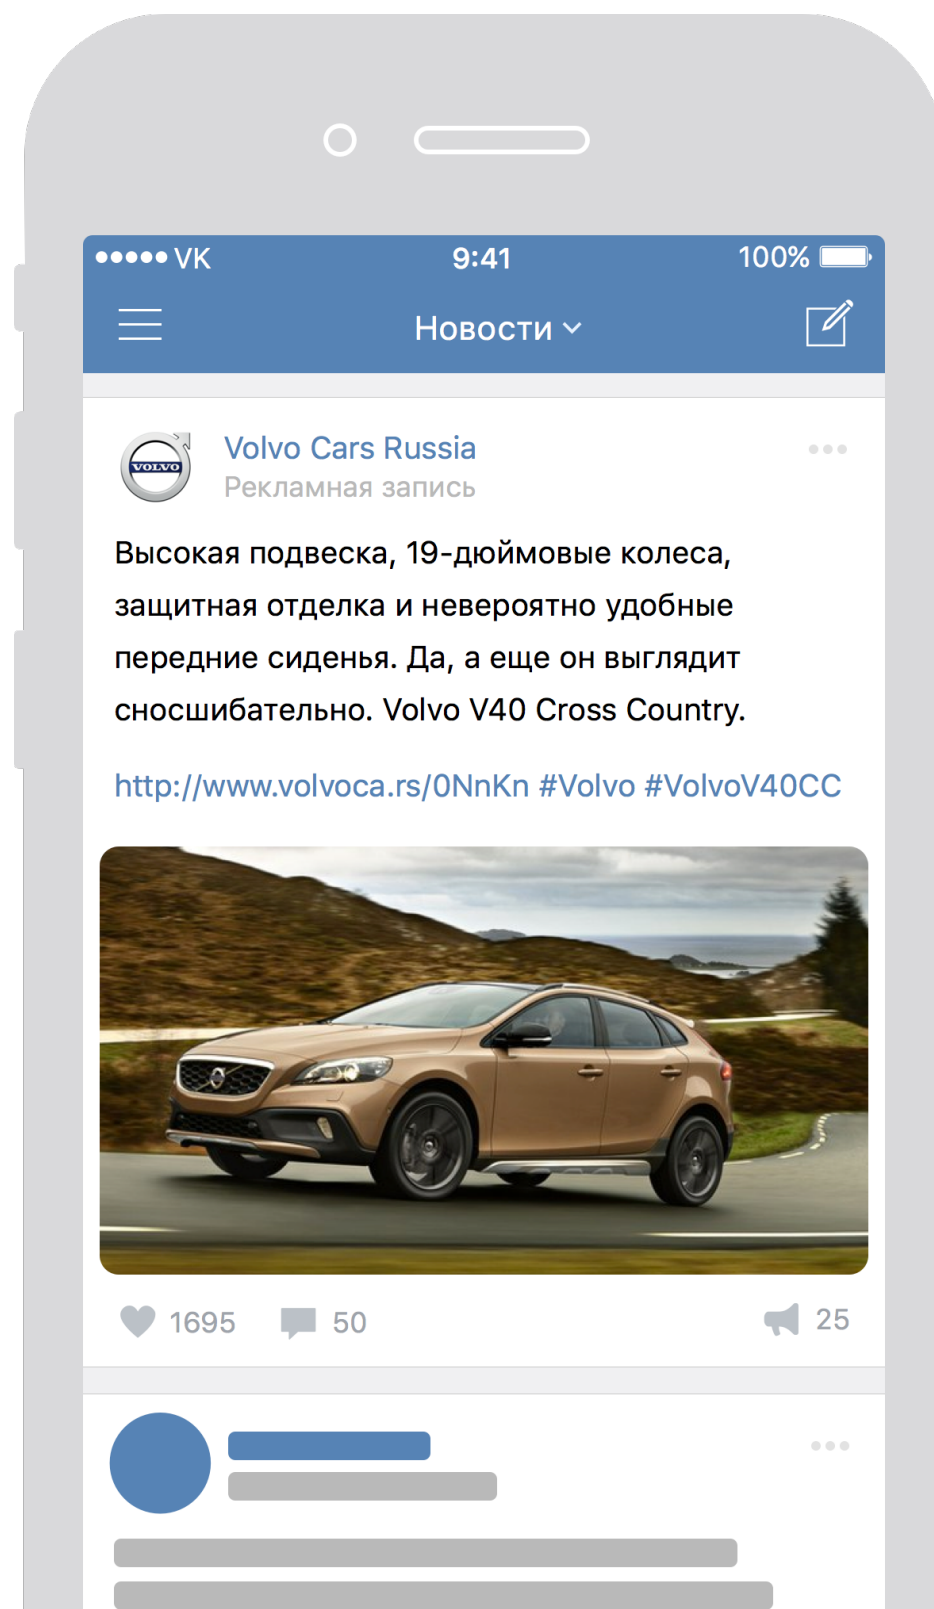 VK
9:41
100%
Новости
VOLVO
Volvo Cars Russia
Рекламная запись
Высокая подвеска, 19-дюймовые колеса,
защитная отделка и невероятно удобные
передние сиденья. Да, а еще он выглядит
сносшибательно. Volvo V40 Cross Country.
http://www.volvoca.rs/0NnKn #Volvo #VolvoV40CC
1695
50
25